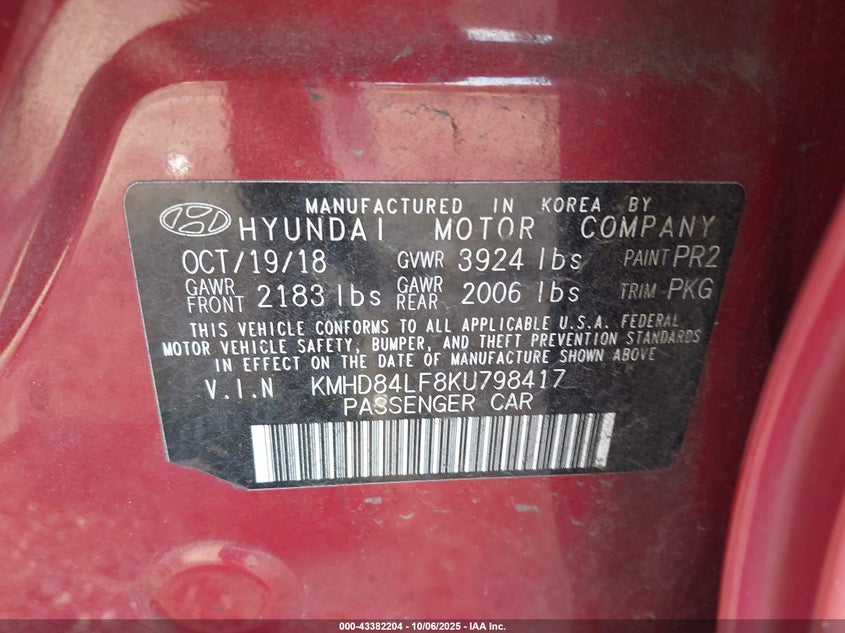 MANUFACTURED IN KOREA BY
HYUNDAI MOTOR COMPANY
OCT/19/18 GVWR 3924 lbs PAINT PR2
GAWR FRONT 2183 lbs GAWR REAR 2006 lbs TRIM PKG
THIS VEHICLE CONFORMS TO ALL APPLICABLE U.S.A. FEDERAL
MOTOR VEHICLE SAFETY, BUMPER, AND THEFT PREVENTION STANDARDS
IN EFFECT ON THE DATE OF MANUFACTURE SHOWN ABOVE
V.I.N KMHD84LF8KU798417
PASSENGER CAR
000-43382204 - 10/06/2025 - IAA Inc.